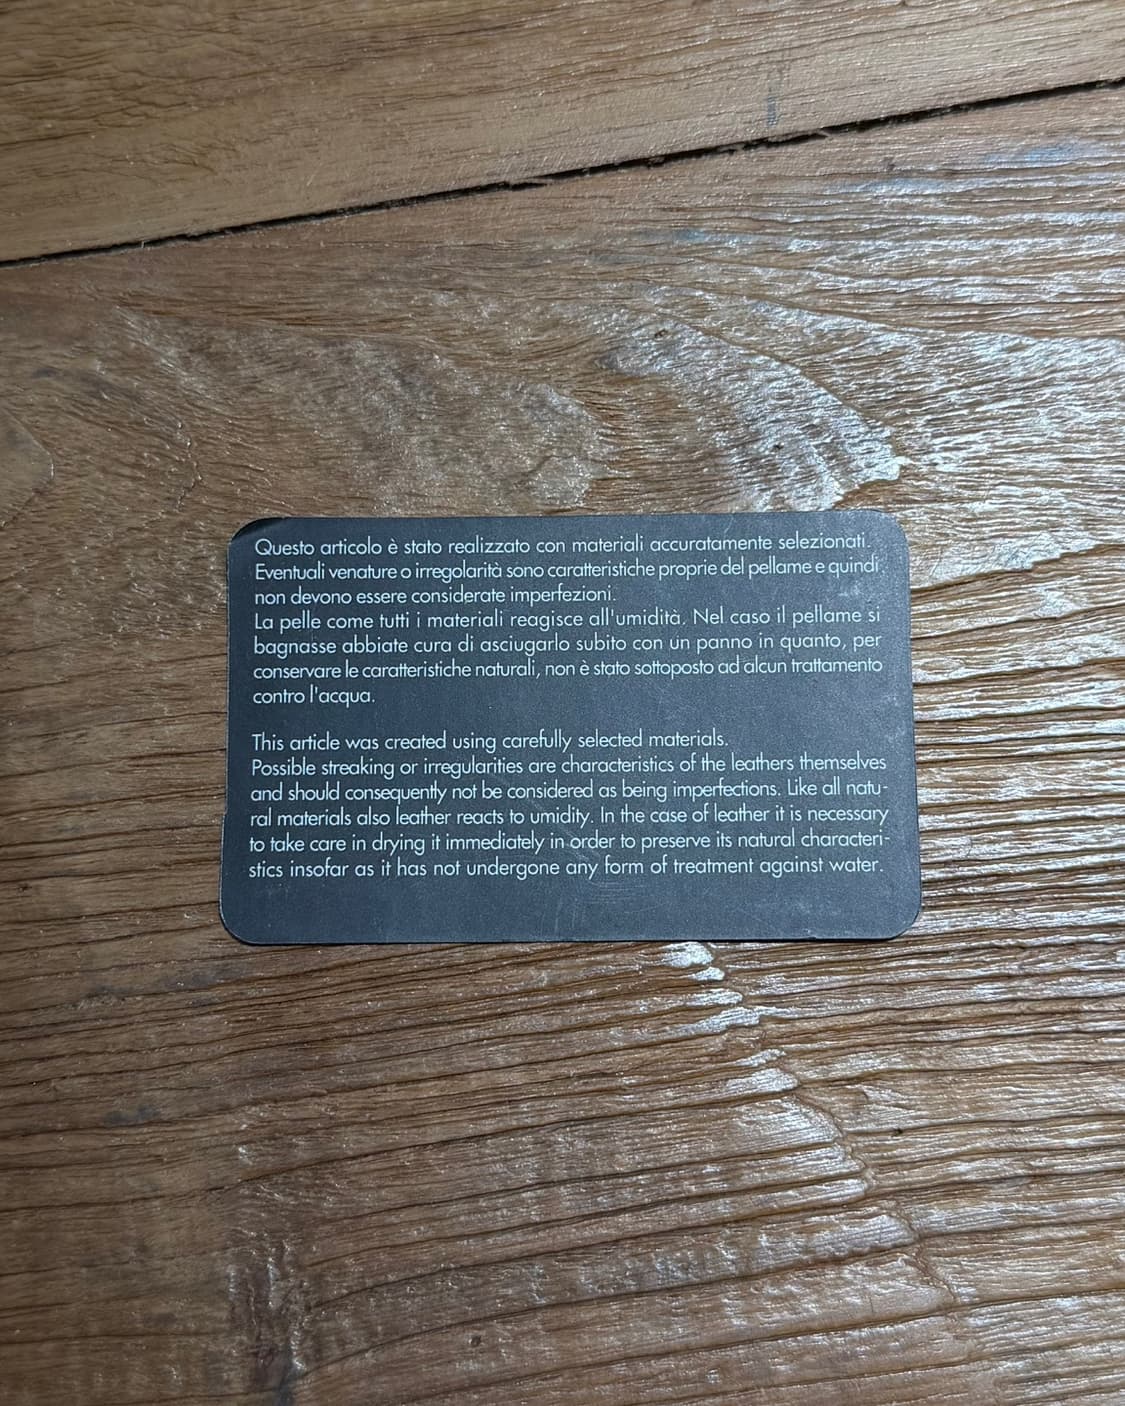 Questo articolo è stato realizzato con materiali accuratamente selezionati.
Eventuali venature o irregolarità sono caratteristiche proprie del pellame e quindi
non devono essere considerate imperfezioni.
La pelle come tutti i materiali reagisce all'umidità. Nel caso il pellame si
bagnasse abbiate cura di asciugarlo subito con un panno in quanto, per
conservare le caratteristiche naturali, non è stato sottoposto ad alcun trattamento
contro l'acqua.
This article was created using carefully selected materials.
Possible streaking or irregularities are characteristics of the leathers themselves
and should consequently not be considered as being imperfections. Like all natu-
ral materials also leather reacts to umidity. In the case of leather it is necessary
to take care in drying it immediately in order to preserve its natural characteri-
stics insofar as it has not undergone any form of treatment against water.